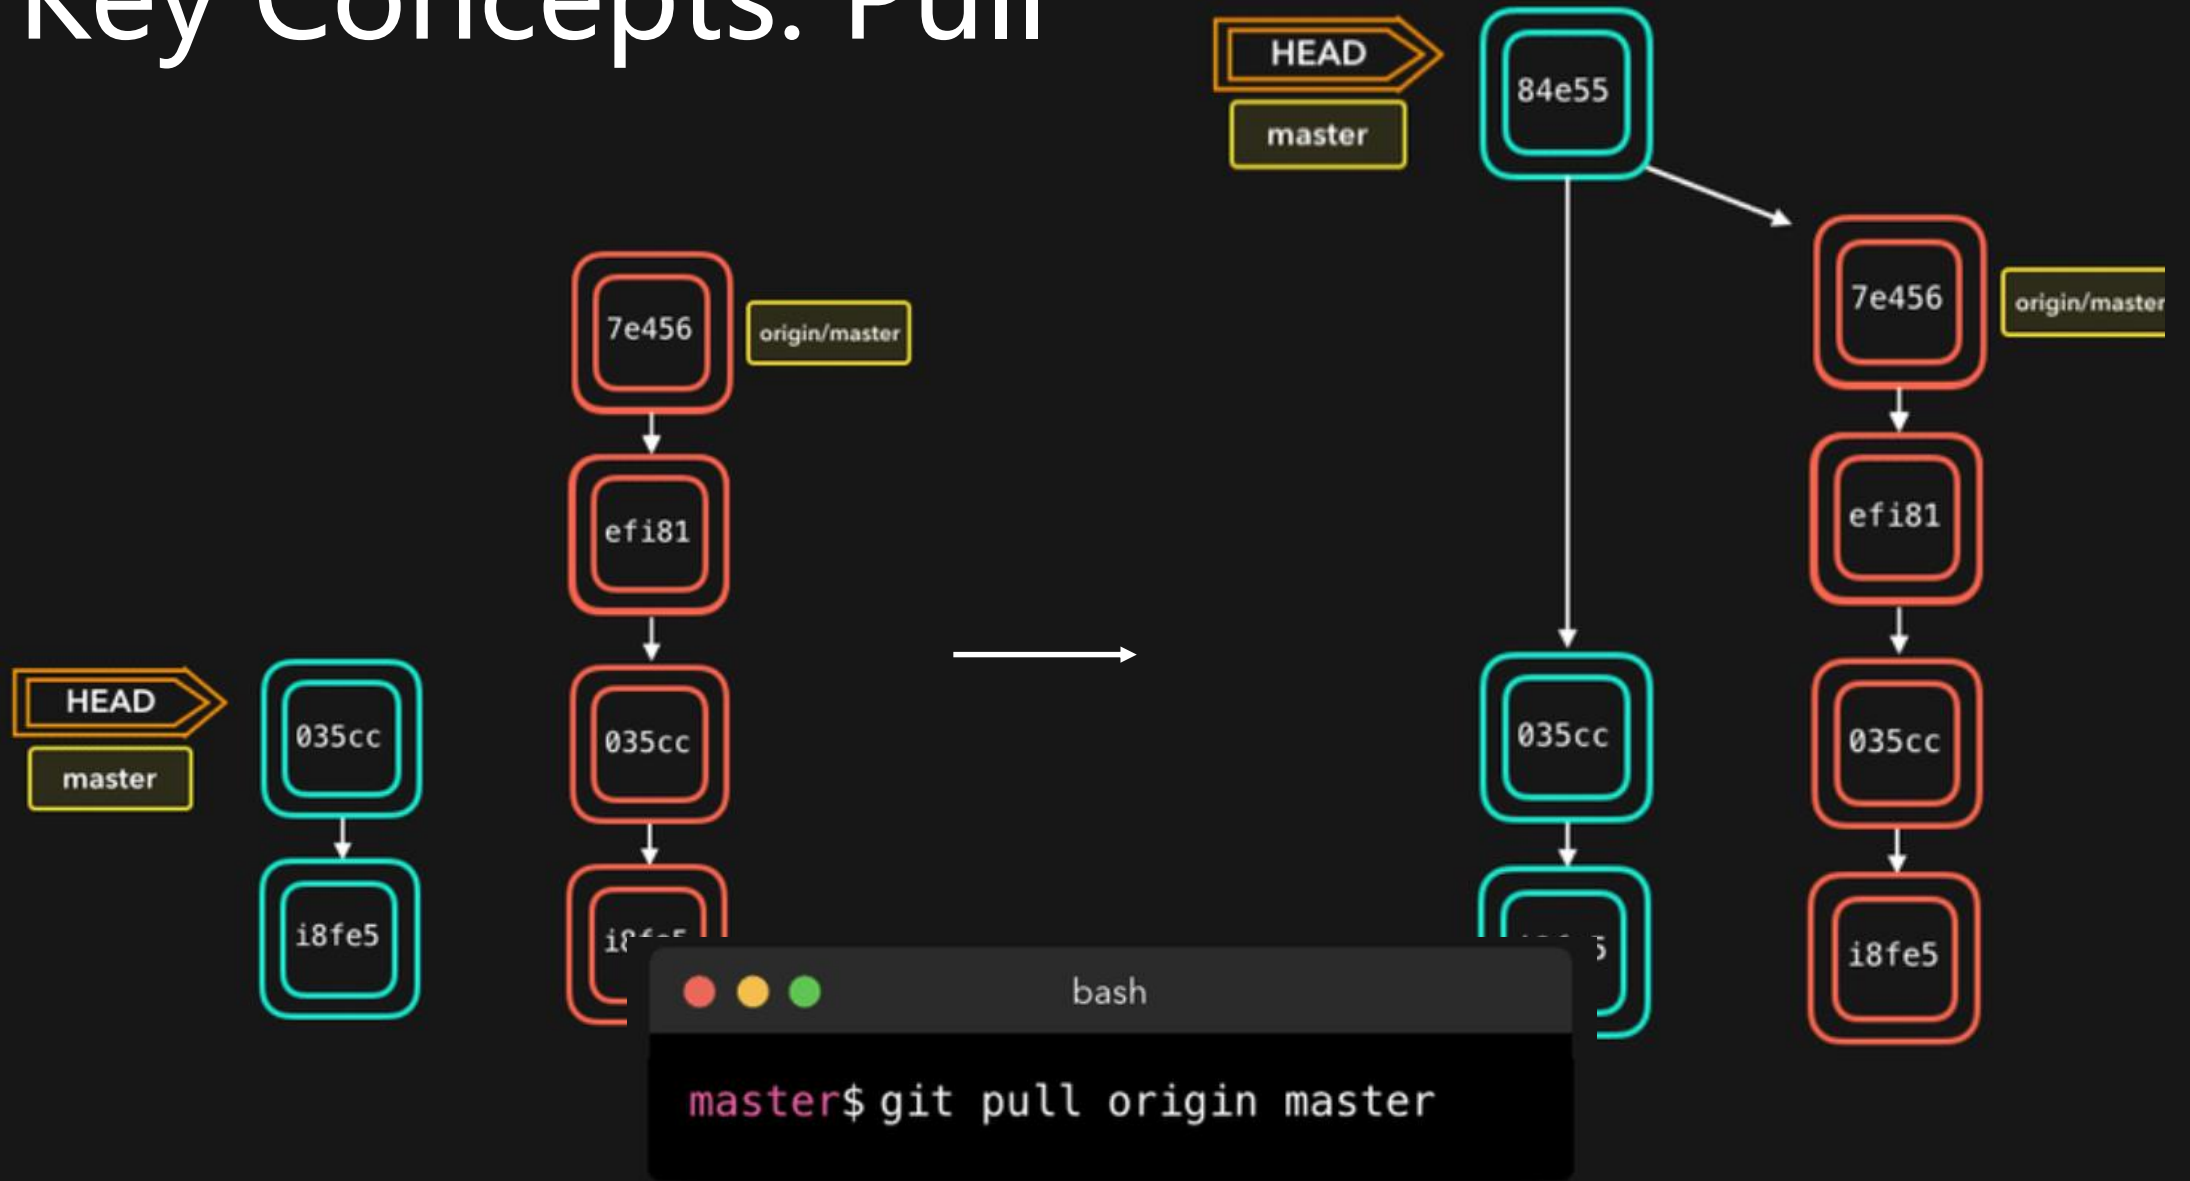 Key Concepts: Pull
HEAD
master
84e55
7e456
origin/master
7e456
origin/master
efi81
efi81
HEAD
master
035cc
035cc
035cc
035cc
i8fe5
i8fe5
bash
master$ git pull origin master